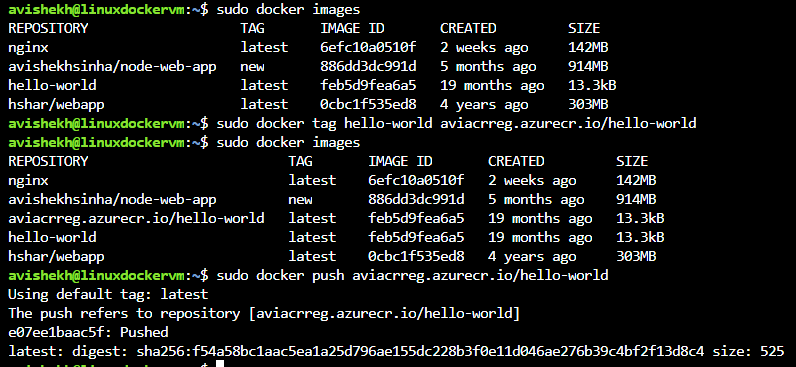 avishekh@linuxdockervm:~$ sudo docker images
REPOSITORY TAG IMAGE ID CREATED SIZE
nginx latest 6efc10a0510f 2 weeks ago 142MB
avishekhsinha/node-web-app new 886dd3dc991d 5 months ago 914MB
hello-world latest feb5d9fea6a5 19 months ago 13.3kB
hshar/webapp latest 0cbc1f535ed8 4 years ago 303MB
avishekh@linuxdockervm:~$ sudo docker tag hello-world aviacrreg.azurecr.io/hello-world
avishekh@linuxdockervm:~$ sudo docker images
REPOSITORY TAG IMAGE ID CREATED SIZE
nginx latest 6efc10a0510f 2 weeks ago 142MB
avishekhsinha/node-web-app new 886dd3dc991d 5 months ago 914MB
aviacrreg.azurecr.io/hello-world latest feb5d9fea6a5 19 months ago 13.3kB
hello-world latest feb5d9fea6a5 19 months ago 13.3kB
hshar/webapp latest 0cbc1f535ed8 4 years ago 303MB
avishekh@linuxdockervm:~$ sudo docker push aviacrreg.azurecr.io/hello-world
Using default tag: latest
The push refers to repository [aviacrreg.azurecr.io/hello-world]
e07ee1baac5f: Pushed
latest: digest: sha256:f54a58bc1aac5ea1a25d796ae155dc228b3f0e11d046ae276b39c4bf2f13d8c4 size: 525
avishekh@linuxdockervm:~$